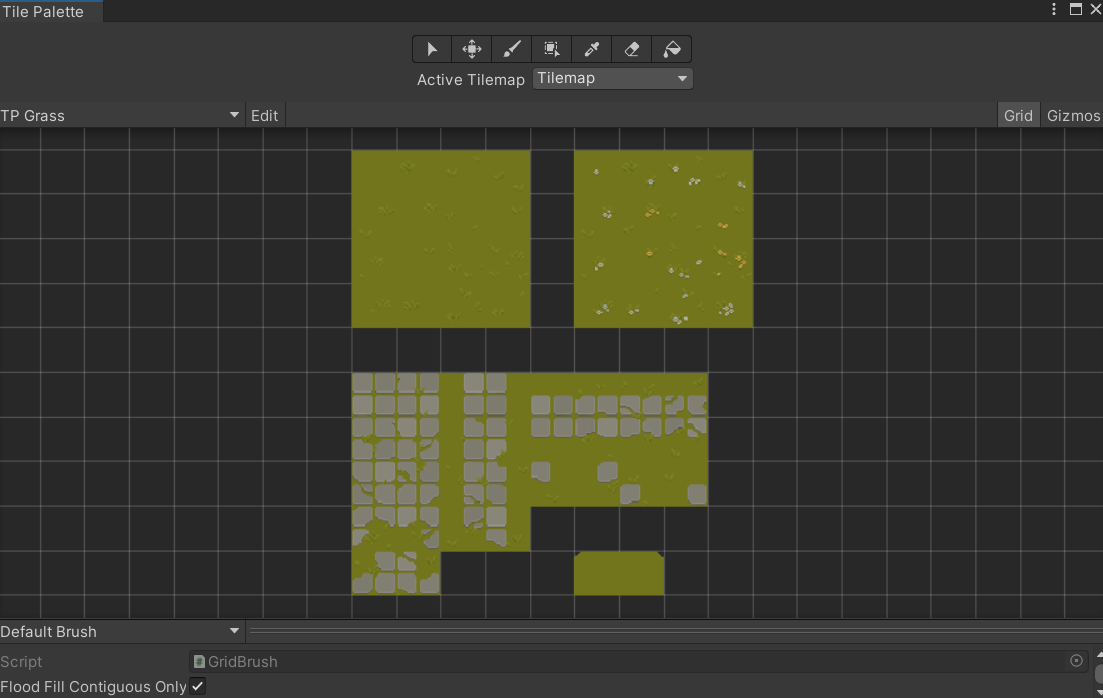 Tile Palette
Active Tilemap Tilemap
TP Grass Edit Grid Gizmos
Default Brush
Script GridBrush
Flood Fill Contiguous Only